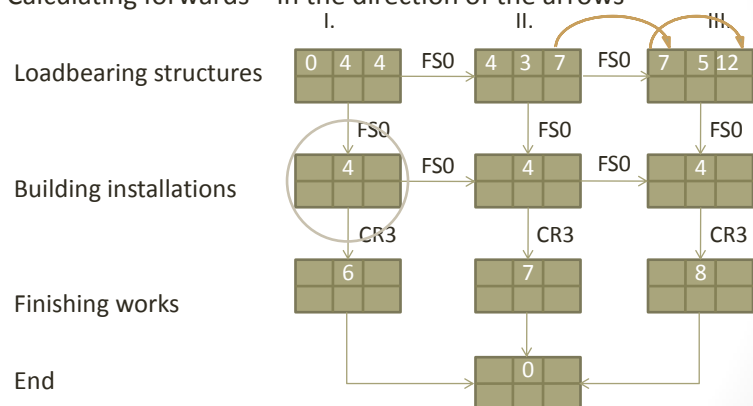 Calculating forwards – in the direction of the arrows
I. II. III.
Loadbearing structures 0 4 4 FS0 4 3 7 FS0 7 5 12
FS0 FS0 FS0
Building installations 4 FS0 4 FS0 4
CR3 CR3 CR3
Finishing works 6 7 8
End 0